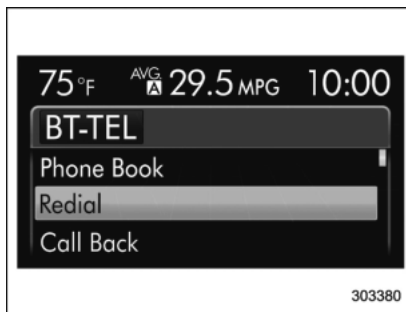 75°F AVG. A 29.5 MPG 10:00
BT-TEL
Phone Book
Redial
Call Back
303380